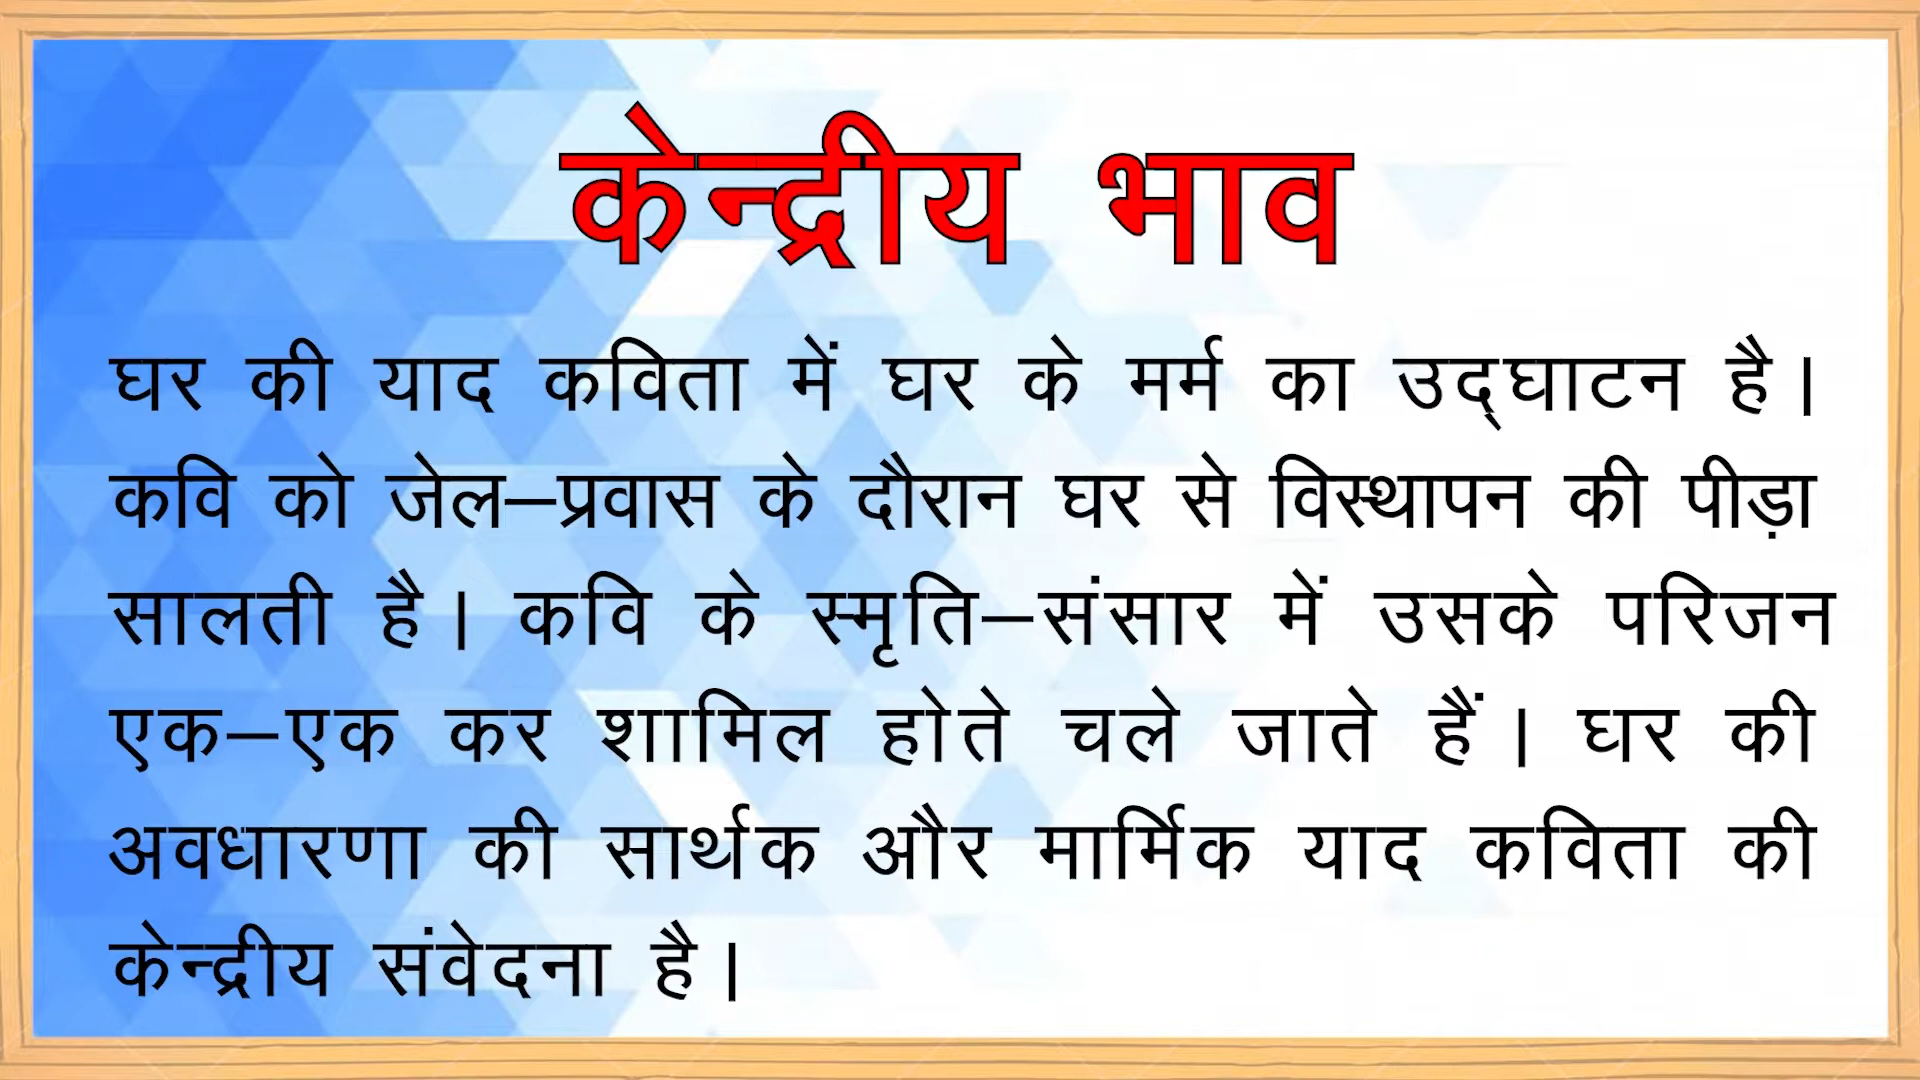 केन्द्रीय भाव
घर की याद कविता में घर के मर्म का उद्‌घाटन है।
कवि को जेल–प्रवास के दौरान घर से विस्थापन की पीड़ा
सालती है। कवि के स्मृति–संसार में उसके परिजन
एक–एक कर शामिल होते चले जाते हैं। घर की
अवधारणा की सार्थक और मार्मिक याद कविता की
केन्द्रीय संवेदना है।